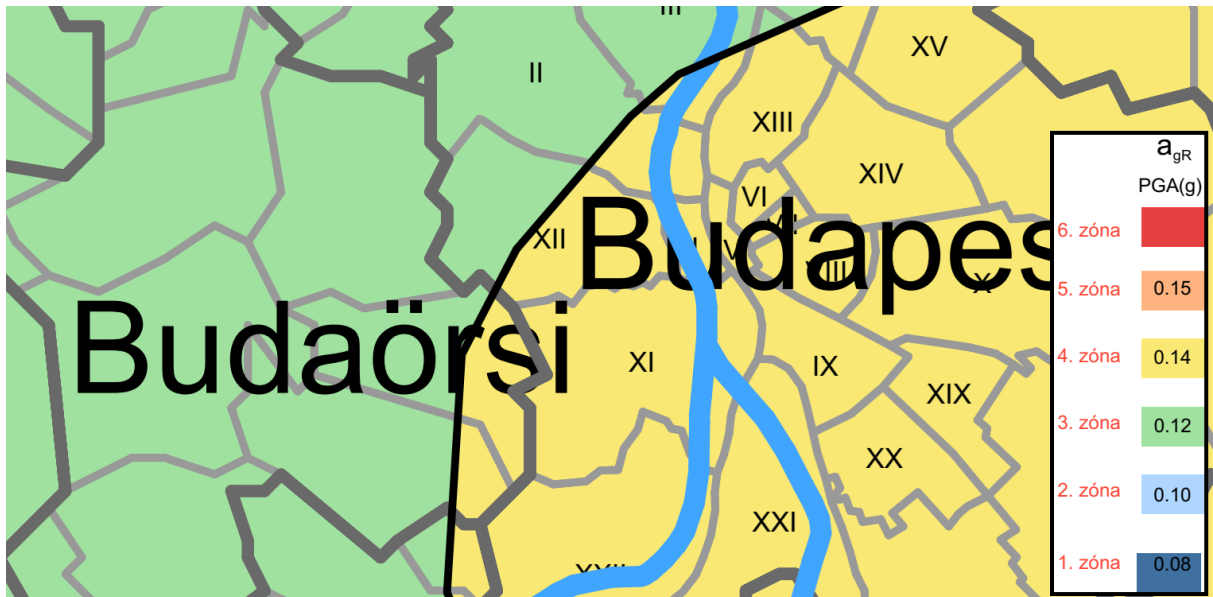 III
XV
II
XIII
XIV
VI
XII
Budapes
V
VIII
X
Budaörsi
XI
IX
XIX
XX
XXI
XXII
a_gR
PGA(g)
6. zóna
5. zóna 0.15
4. zóna 0.14
3. zóna 0.12
2. zóna 0.10
1. zóna 0.08